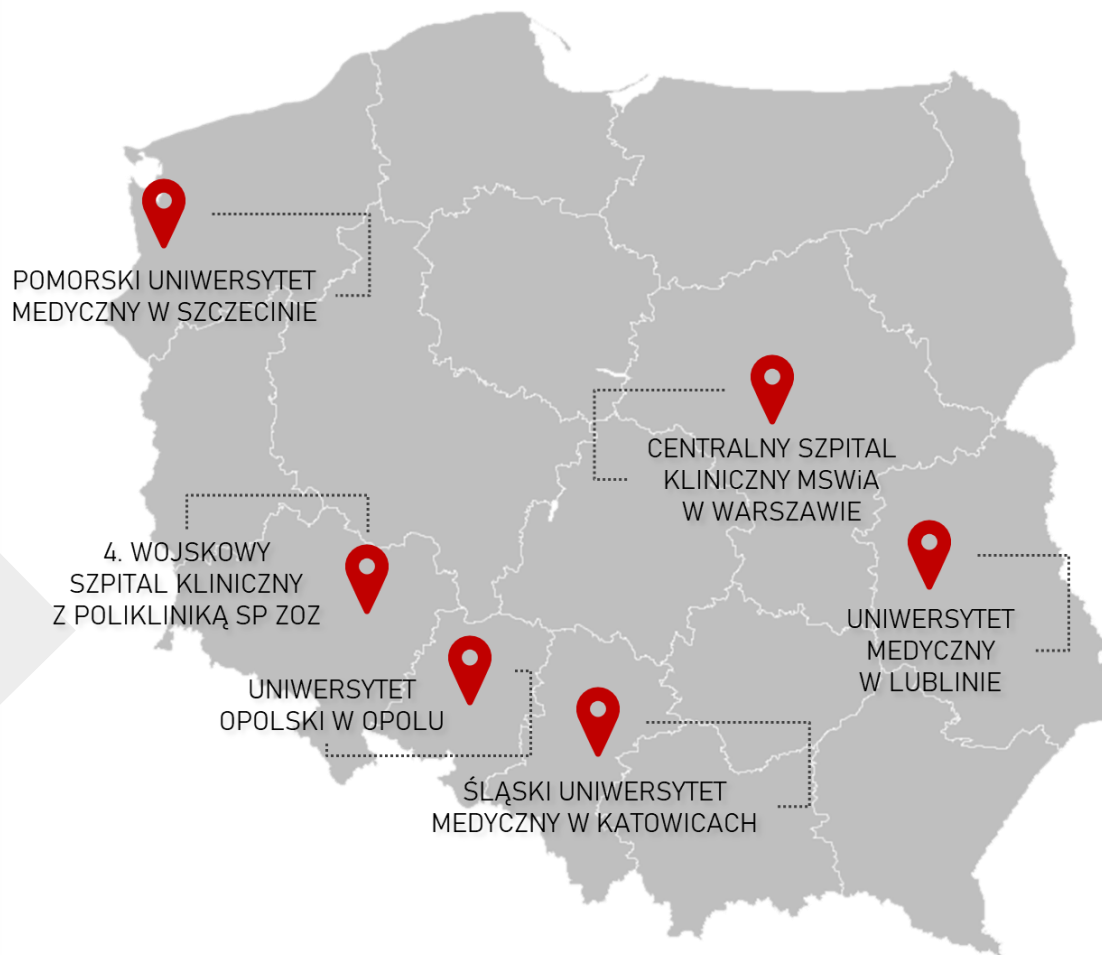 POMORSKI UNIWERSYTET
MEDYCZNY W SZCZECINIE
CENTRALNY SZPITAL
KLINICZNY MSWiA
W WARSZAWIE
4. WOJSKOWY
SZPITAL KLINICZNY
Z POLIKLINIKĄ SP ZOZ
UNIWERSYTET
MEDYCZNY
W LUBLINIE
UNIWERSYTET
OPOLSKI W OPOLU
ŚLĄSKI UNIWERSYTET
MEDYCZNY W KATOWICACH